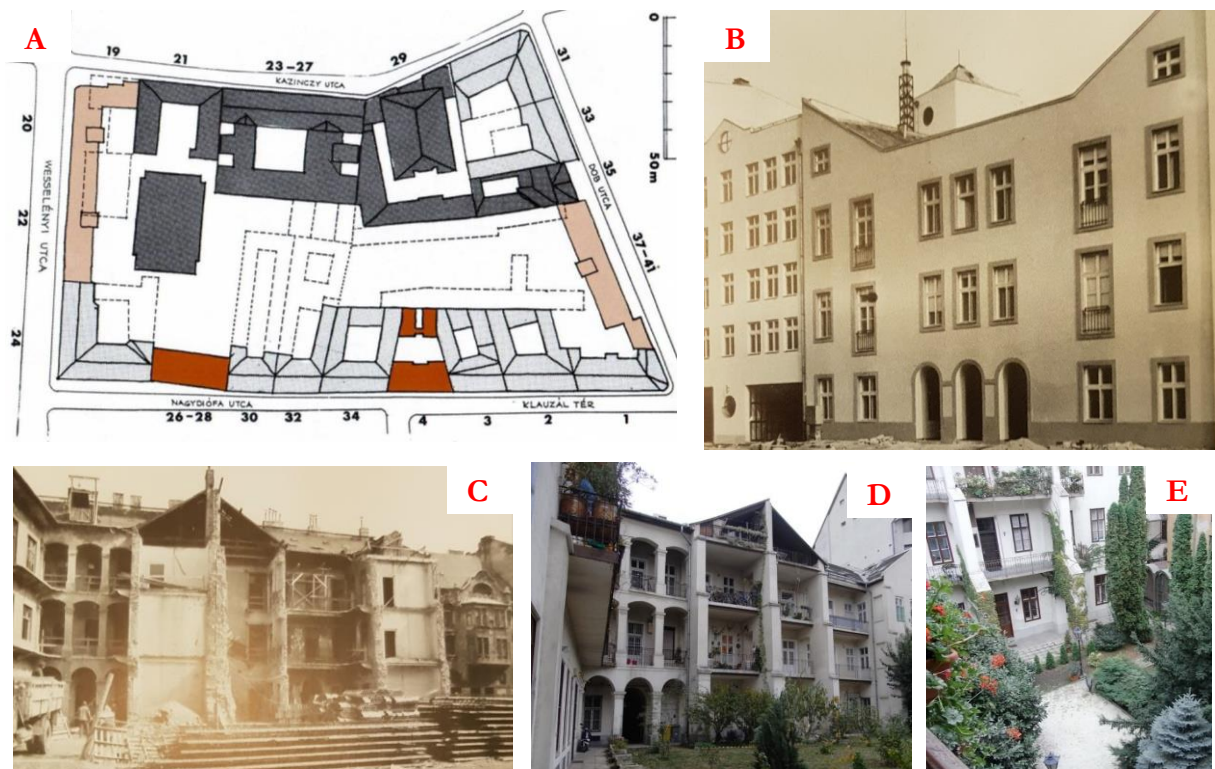 A
19
21
23-27
29
KAZINCZY UTCA
0
50m
31
33
35
DOB UTCA
37-41
20
22
24
WESSELÉNYI UTCA
NAGYDIÓFA UTCA
26-28
30
32
34
4
KLAUZÁL TÉR
3
2
1
B
C
D
E